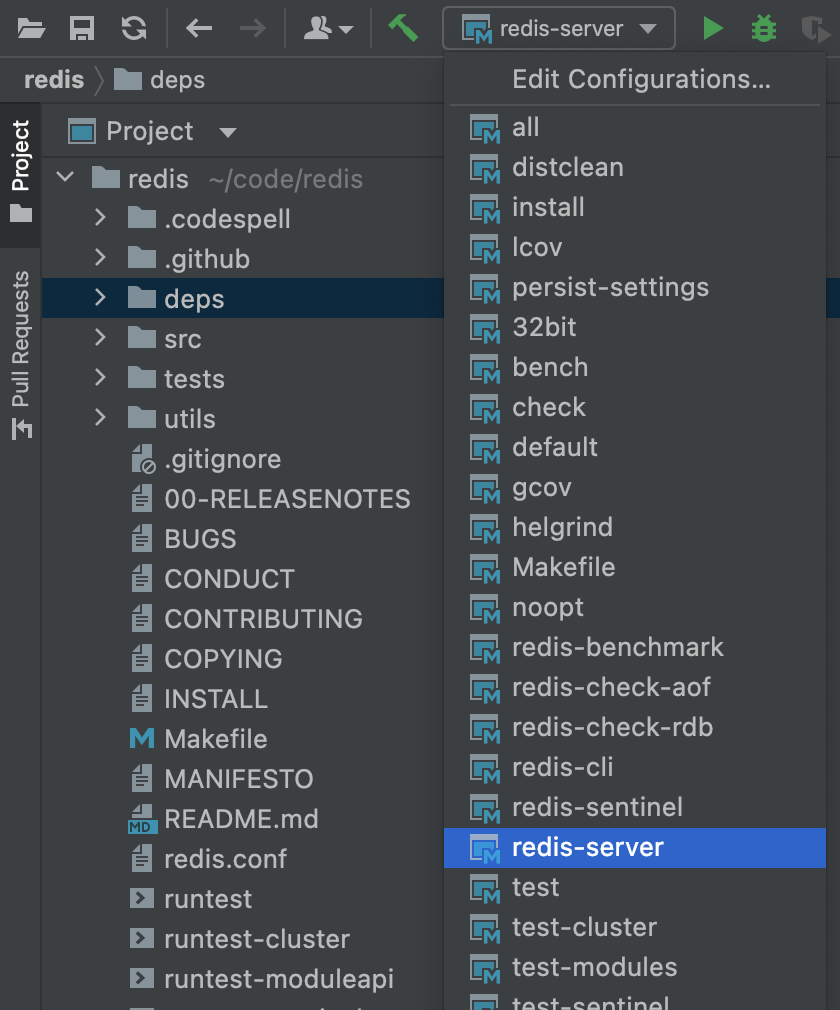 redis-server
redis
deps
Edit Configurations...
Project
Project
Pull Requests
redis ~/code/redis
.codespell
.github
deps
src
tests
utils
.gitignore
00-RELEASENOTES
BUGS
CONDUCT
CONTRIBUTING
COPYING
INSTALL
M Makefile
MANIFESTO
MD README.md
redis.conf
runtest
runtest-cluster
runtest-moduleapi
all
distclean
install
lcov
persist-settings
32bit
bench
check
default
gcov
helgrind
Makefile
noopt
redis-benchmark
redis-check-aof
redis-check-rdb
redis-cli
redis-sentinel
redis-server
test
test-cluster
test-modules
test-sentinel